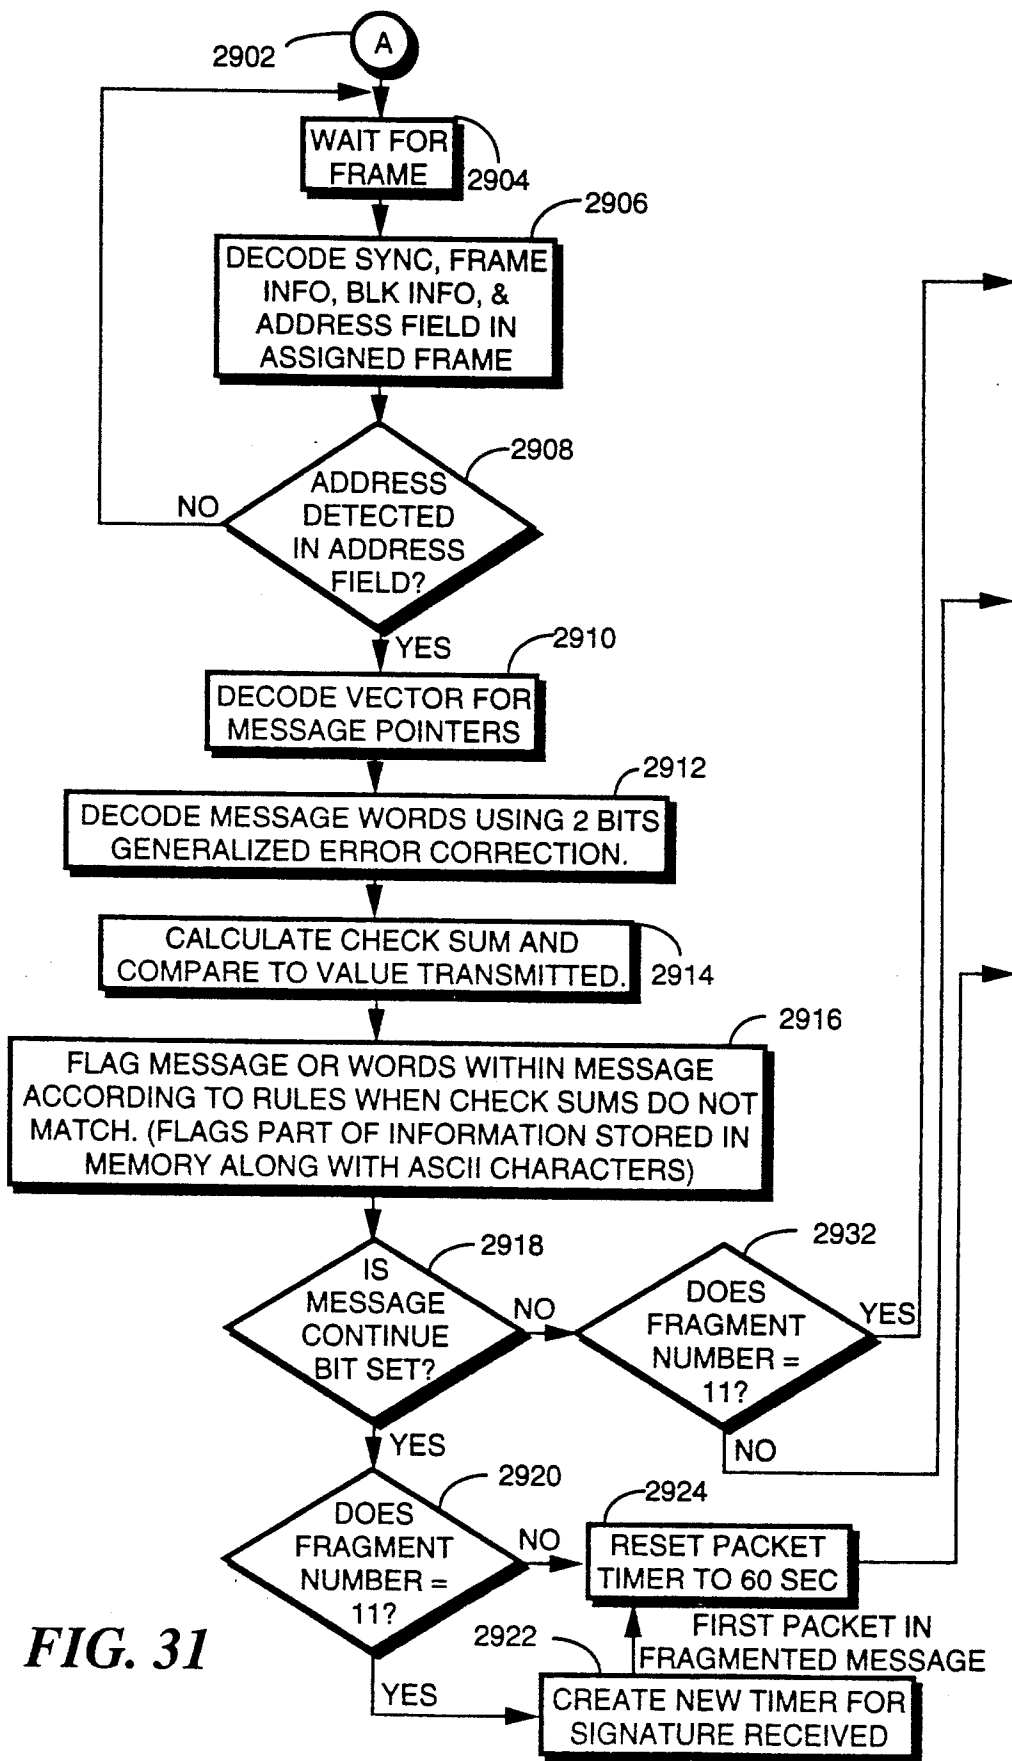 A
2902
WAIT FOR
FRAME
2904
2906
DECODE SYNC, FRAME
INFO, BLK INFO, &
ADDRESS FIELD IN
ASSIGNED FRAME
2908
ADDRESS
DETECTED
IN ADDRESS
FIELD?
NO
YES
2910
DECODE VECTOR FOR
MESSAGE POINTERS
2912
DECODE MESSAGE WORDS USING 2 BITS
GENERALIZED ERROR CORRECTION.
CALCULATE CHECK SUM AND
COMPARE TO VALUE TRANSMITTED.
2914
2916
FLAG MESSAGE OR WORDS WITHIN MESSAGE
ACCORDING TO RULES WHEN CHECK SUMS DO NOT
MATCH. (FLAGS PART OF INFORMATION STORED IN
MEMORY ALONG WITH ASCII CHARACTERS)
2918
IS
MESSAGE
CONTINUE
BIT SET?
NO
YES
2932
DOES
FRAGMENT
NUMBER =
11?
YES
NO
2920
DOES
FRAGMENT
NUMBER =
11?
NO
YES
2924
RESET PACKET
TIMER TO 60 SEC
FIRST PACKET IN
FRAGMENTED MESSAGE
2922
CREATE NEW TIMER FOR
SIGNATURE RECEIVED
FIG. 31